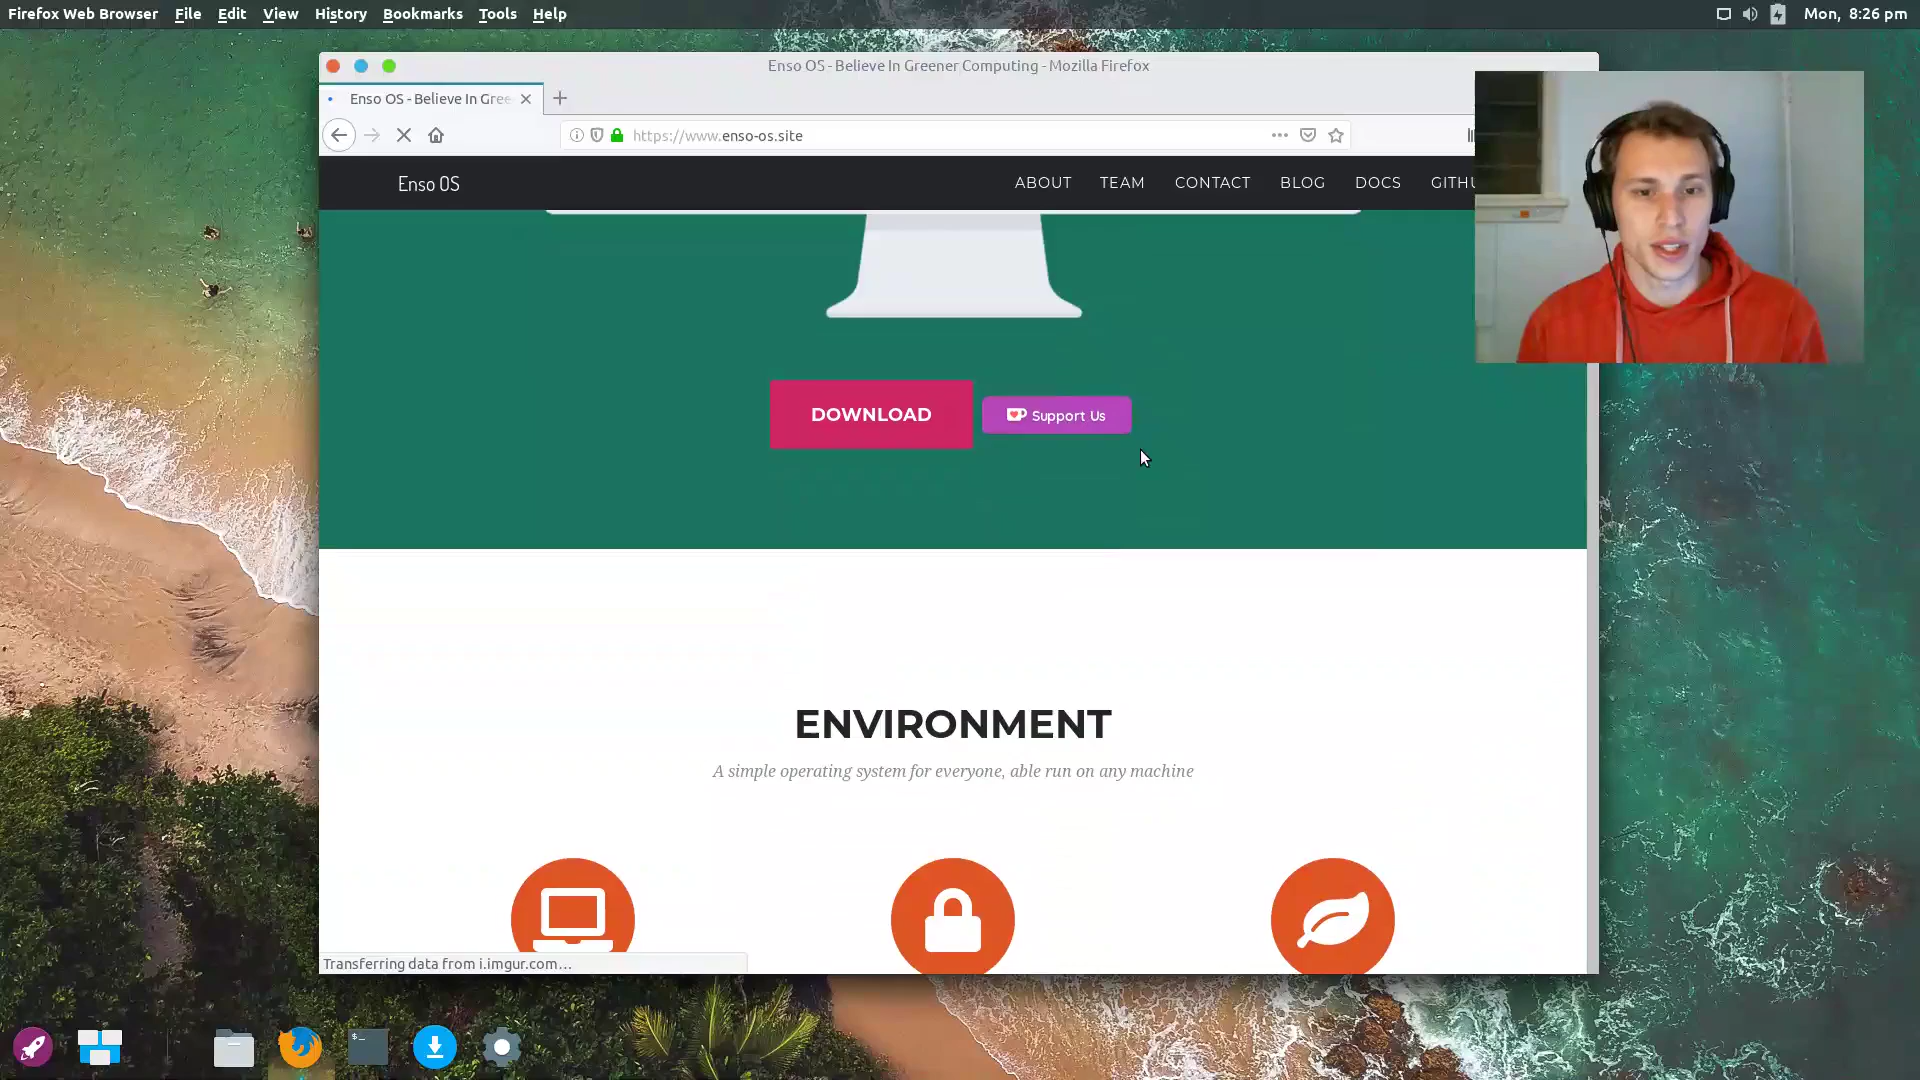 Firefox Web Browser File Edit View History Bookmarks Tools Help Mon, 8:26 pm
Enso OS - Believe In Greener Computing - Mozilla Firefox
Enso OS - Believe In Gree
https://www.enso-os.site
Enso OS ABOUT TEAM CONTACT BLOG DOCS GITHU
DOWNLOAD Support Us
ENVIRONMENT
A simple operating system for everyone, able run on any machine
Transferring data from i.imgur.com…